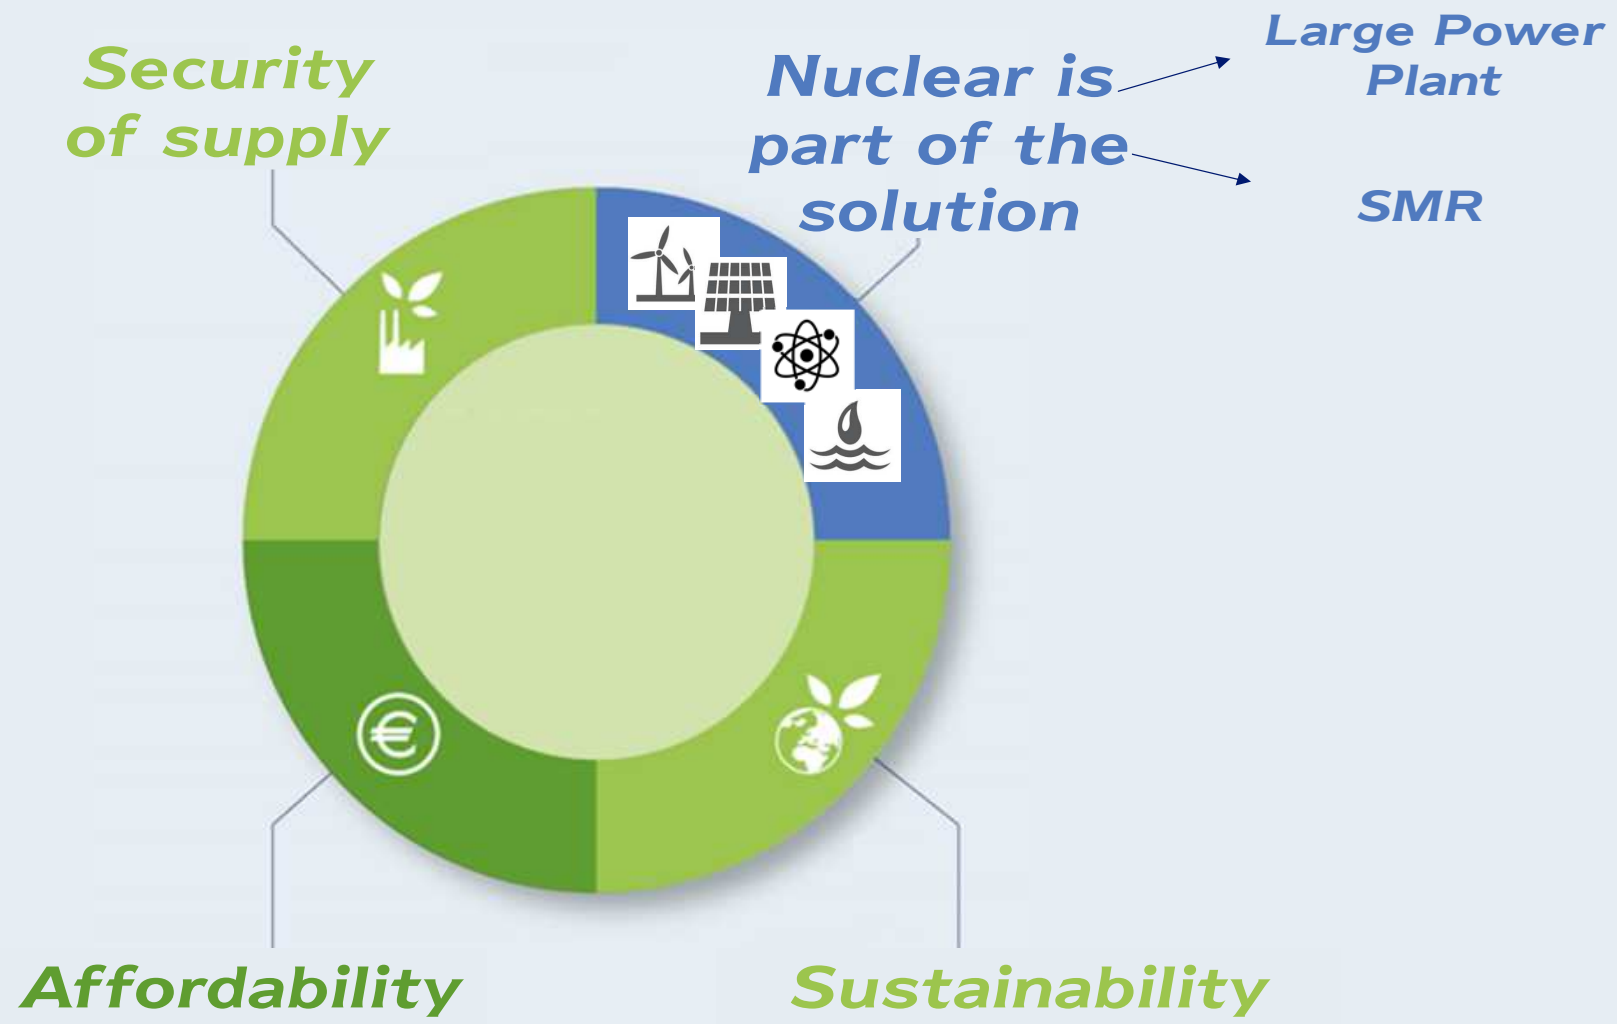 Security
of supply
Nuclear is
part of the
solution
Large Power
Plant
SMR
€
Affordability
Sustainability